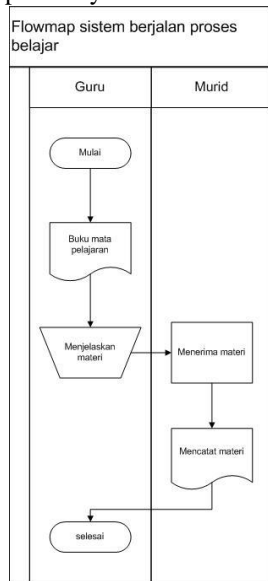 Flowmap sistem berjalan proses
belajar
Guru
Murid
Mulai
Buku mata
pelajaran
Menjelaskan
materi
Menerima materi
Mencatat materi
selesai